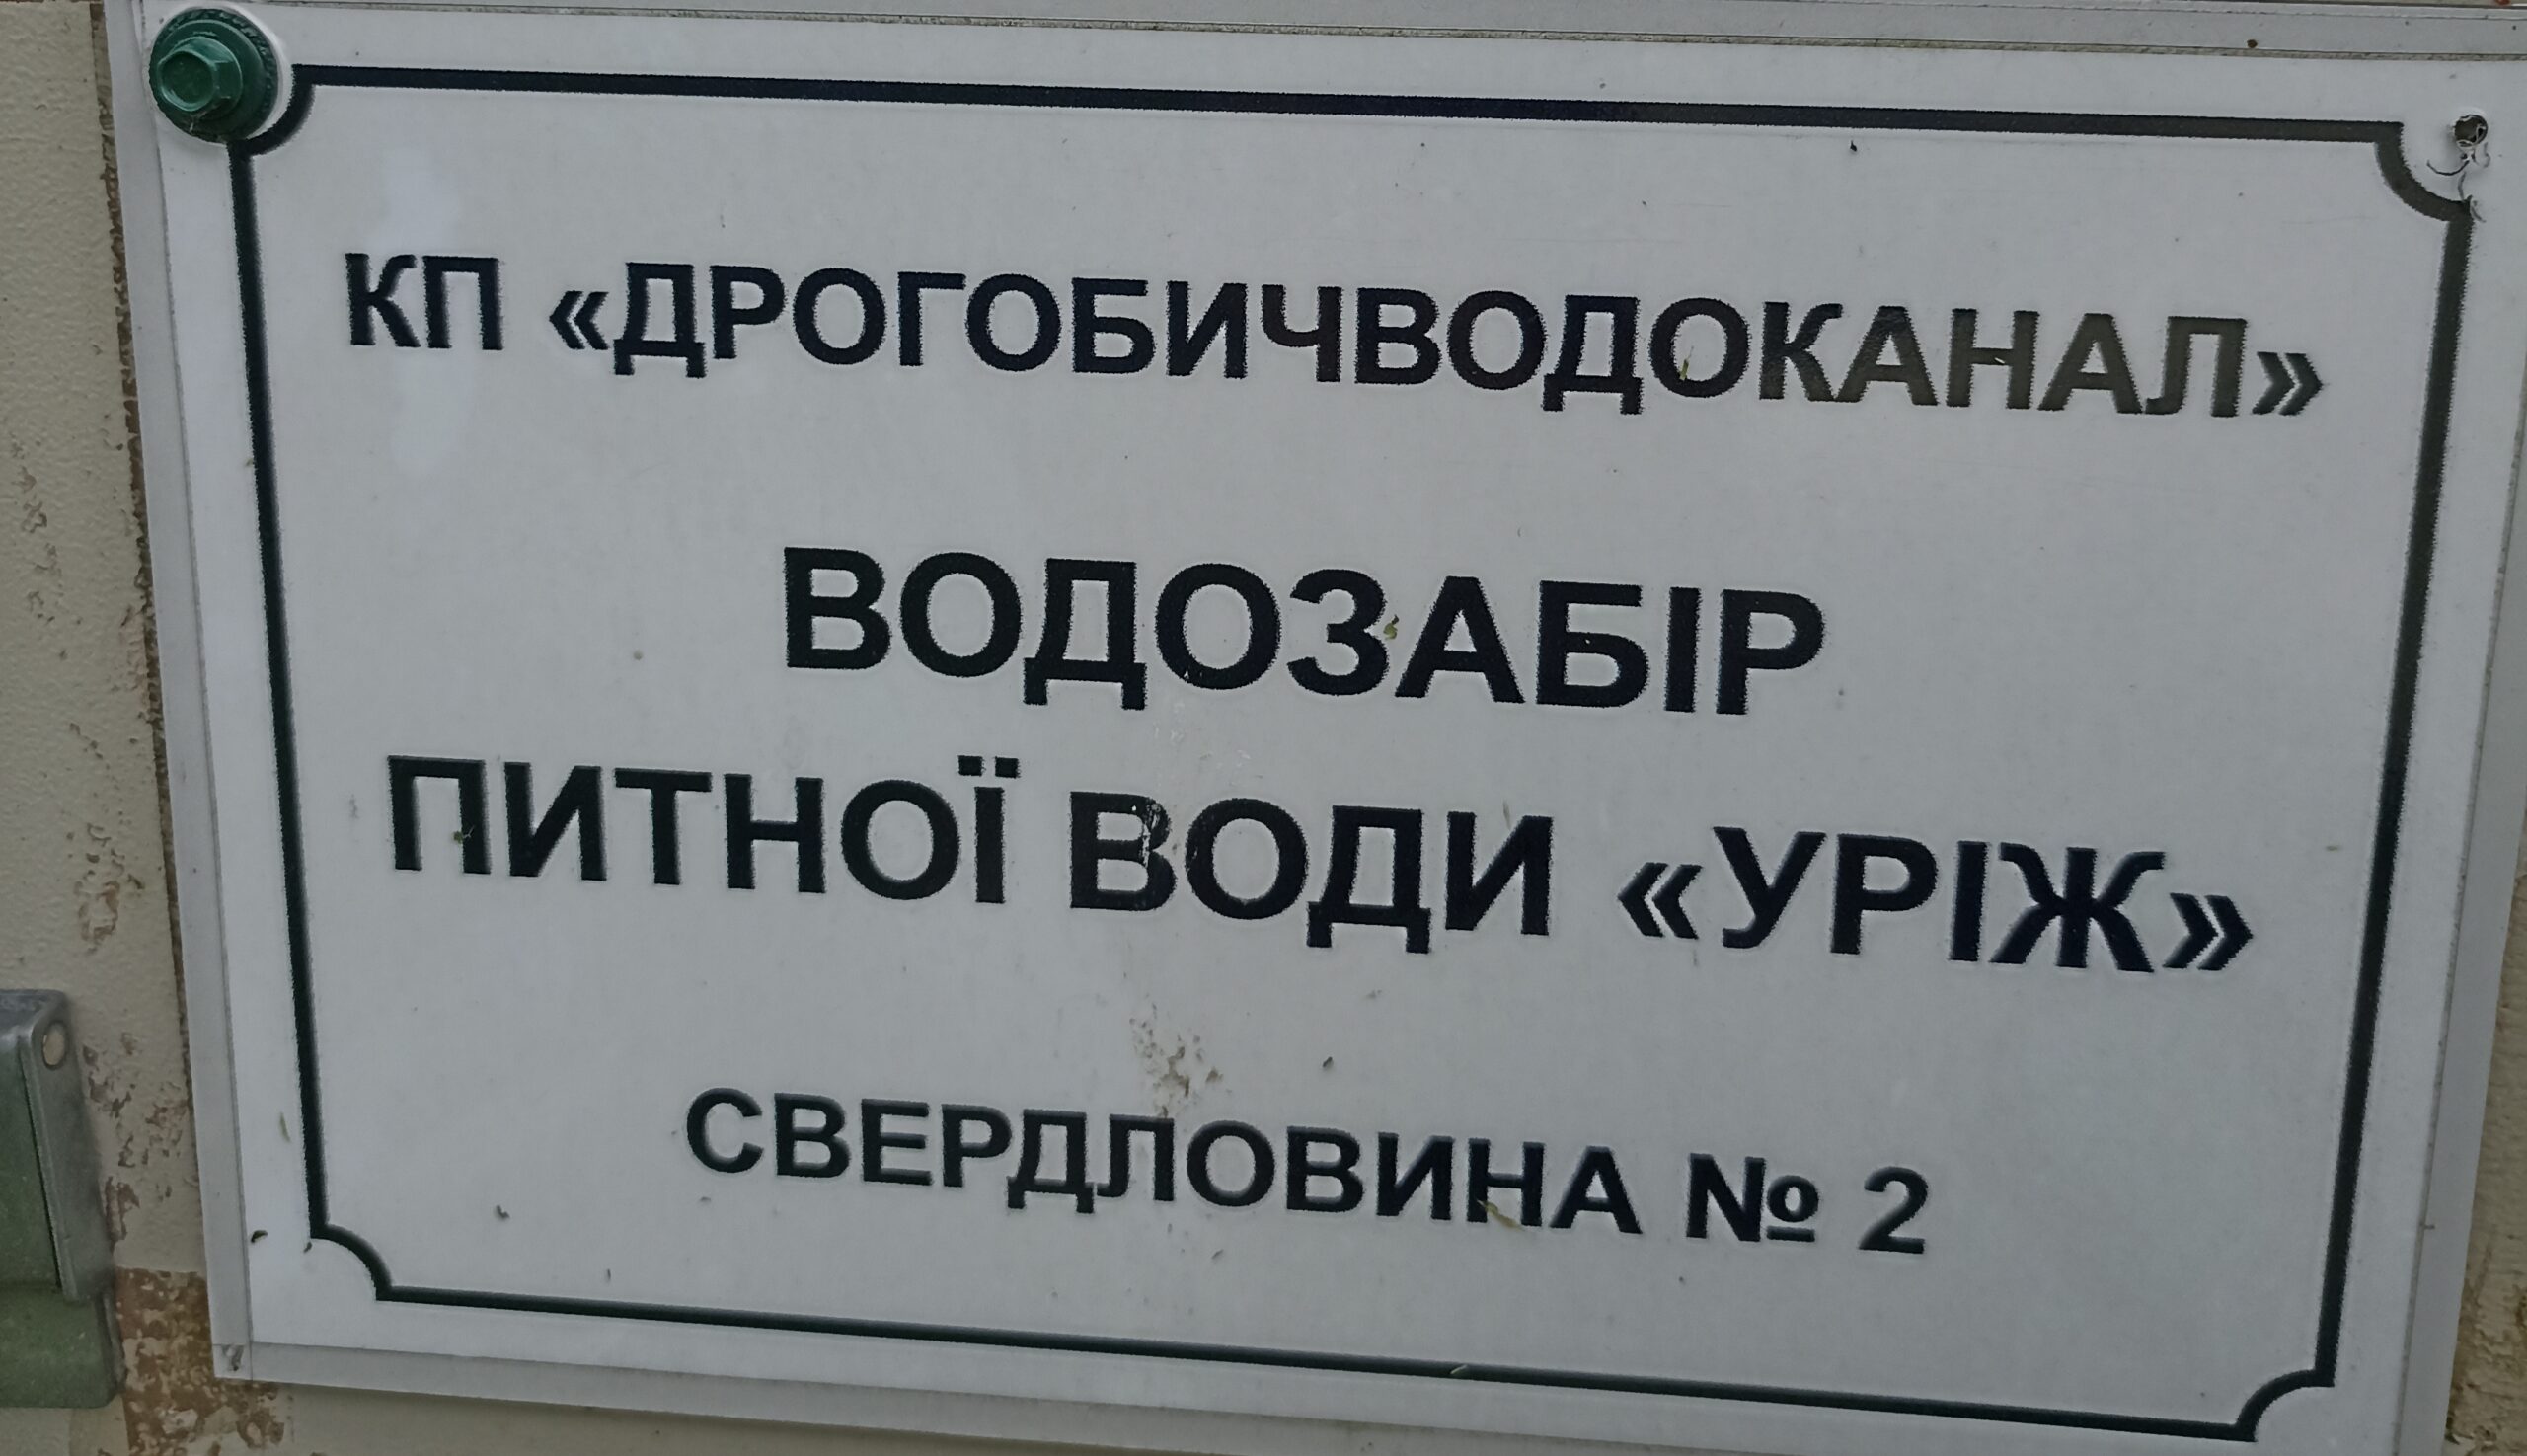 КП «ДРОГОБИЧВОДОКАНАЛ»
ВОДОЗАБІР
ПИТНОЇ ВОДИ «УРІЖ»
СВЕРДЛОВИНА № 2